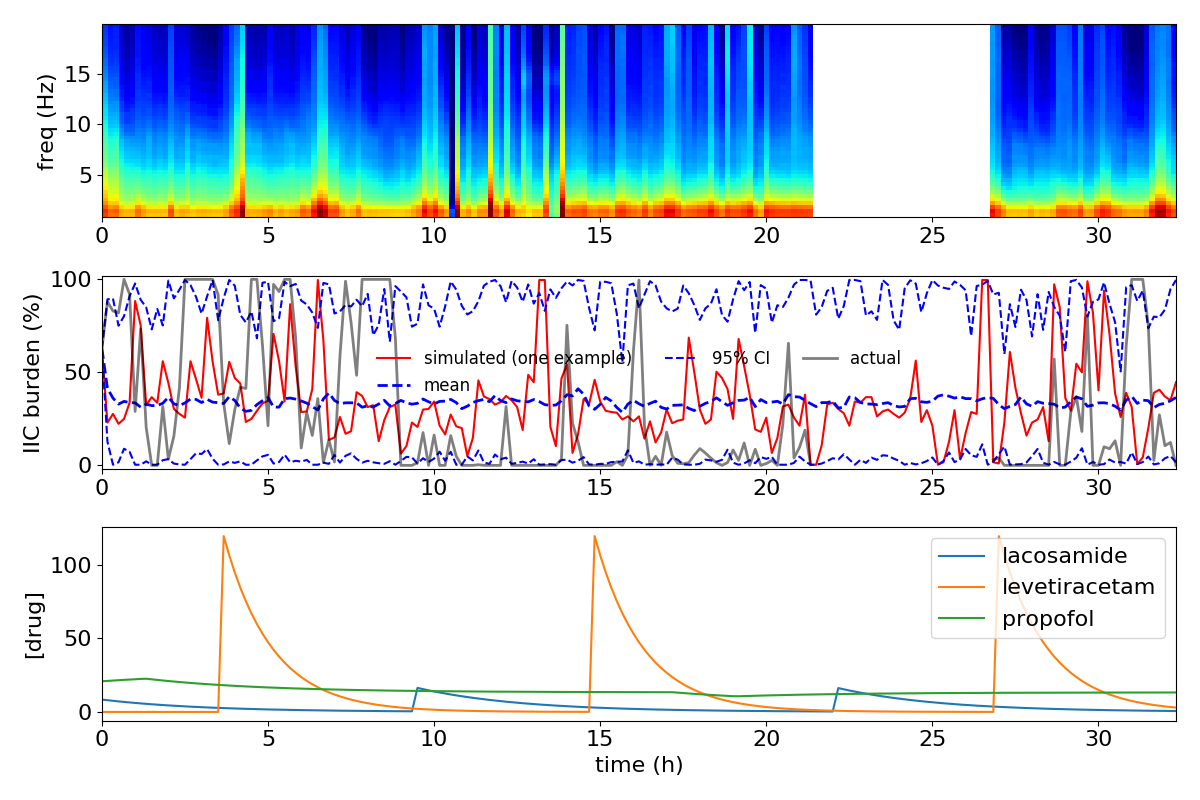 15
10
5
freq (Hz)
0 5 10 15 20 25 30
100
50
0
IIC burden (%)
simulated (one example) 95% CI actual
mean
0 5 10 15 20 25 30
100
50
0
[drug]
lacosamide
levetiracetam
propofol
0 5 10 15 20 25 30
time (h)